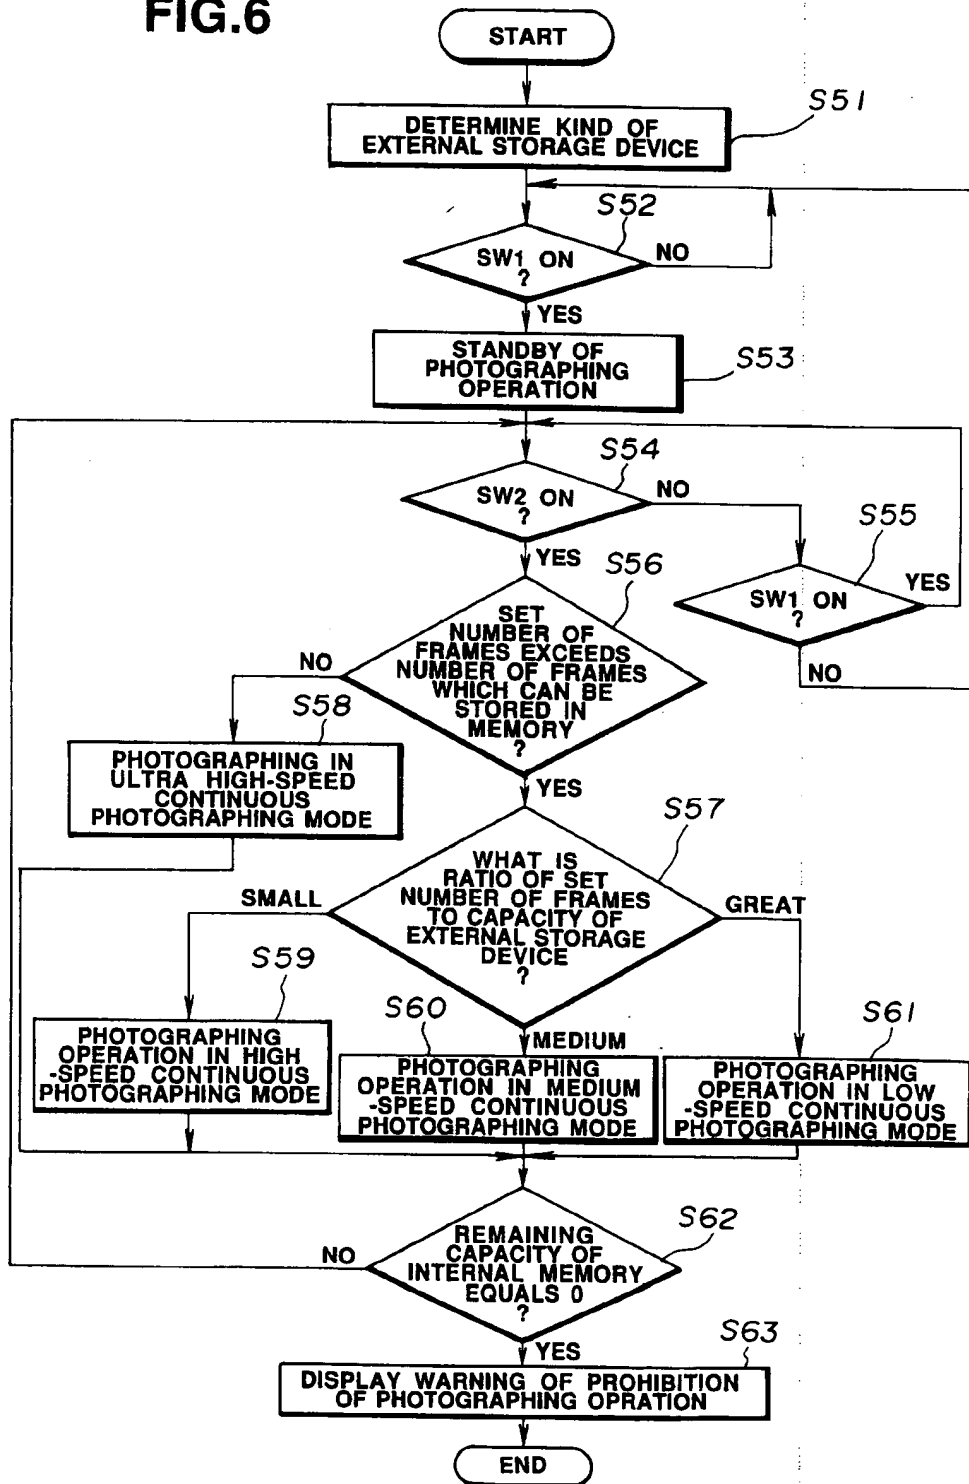 FIG.6
START
S51
DETERMINE KIND OF
EXTERNAL STORAGE DEVICE
S52
SW1 ON
?
NO
YES
STANDBY OF
PHOTOGRAPHING
OPERATION
S53
S54
SW2 ON
?
NO
YES
S55
SW1 ON
?
YES
NO
S56
SET
NUMBER OF
FRAMES EXCEEDS
NUMBER OF FRAMES
WHICH CAN BE
STORED IN
MEMORY
?
NO
YES
S58
PHOTOGRAPHING IN
ULTRA HIGH-SPEED
CONTINUOUS
PHOTOGRAPHING MODE
S57
WHAT IS
RATIO OF SET
NUMBER OF FRAMES
TO CAPACITY OF
EXTERNAL STORAGE
DEVICE
?
SMALL
GREAT
MEDIUM
S59
PHOTOGRAPHING
OPERATION IN HIGH
-SPEED CONTINUOUS
PHOTOGRAPHING MODE
S60
PHOTOGRAPHING
OPERATION IN MEDIUM
-SPEED CONTINUOUS
PHOTOGRAPHING MODE
S61
PHOTOGRAPHING
OPERATION IN LOW
-SPEED CONTINUOUS
PHOTOGRAPHING MODE
S62
REMAINING
CAPACITY OF
INTERNAL MEMORY
EQUALS 0
?
NO
YES
S63
DISPLAY WARNING OF PROHIBITION
OF PHOTOGRAPHING OPRATION
END